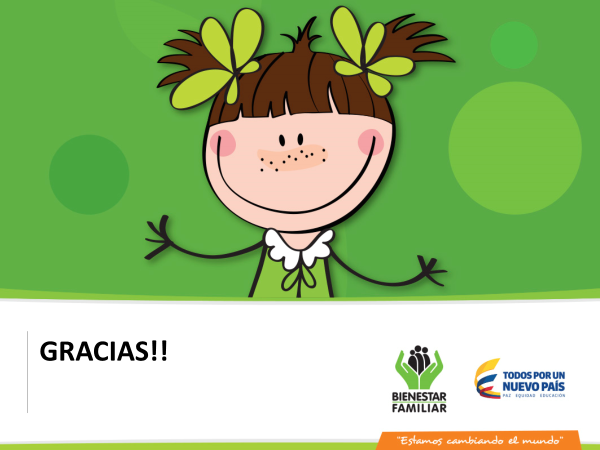 GRACIAS!!
BIENESTAR
FAMILIAR
TODOS POR UN
NUEVO PAÍS
PAZ EQUIDAD EDUCACIÓN
"Estamos cambiando el mundo"